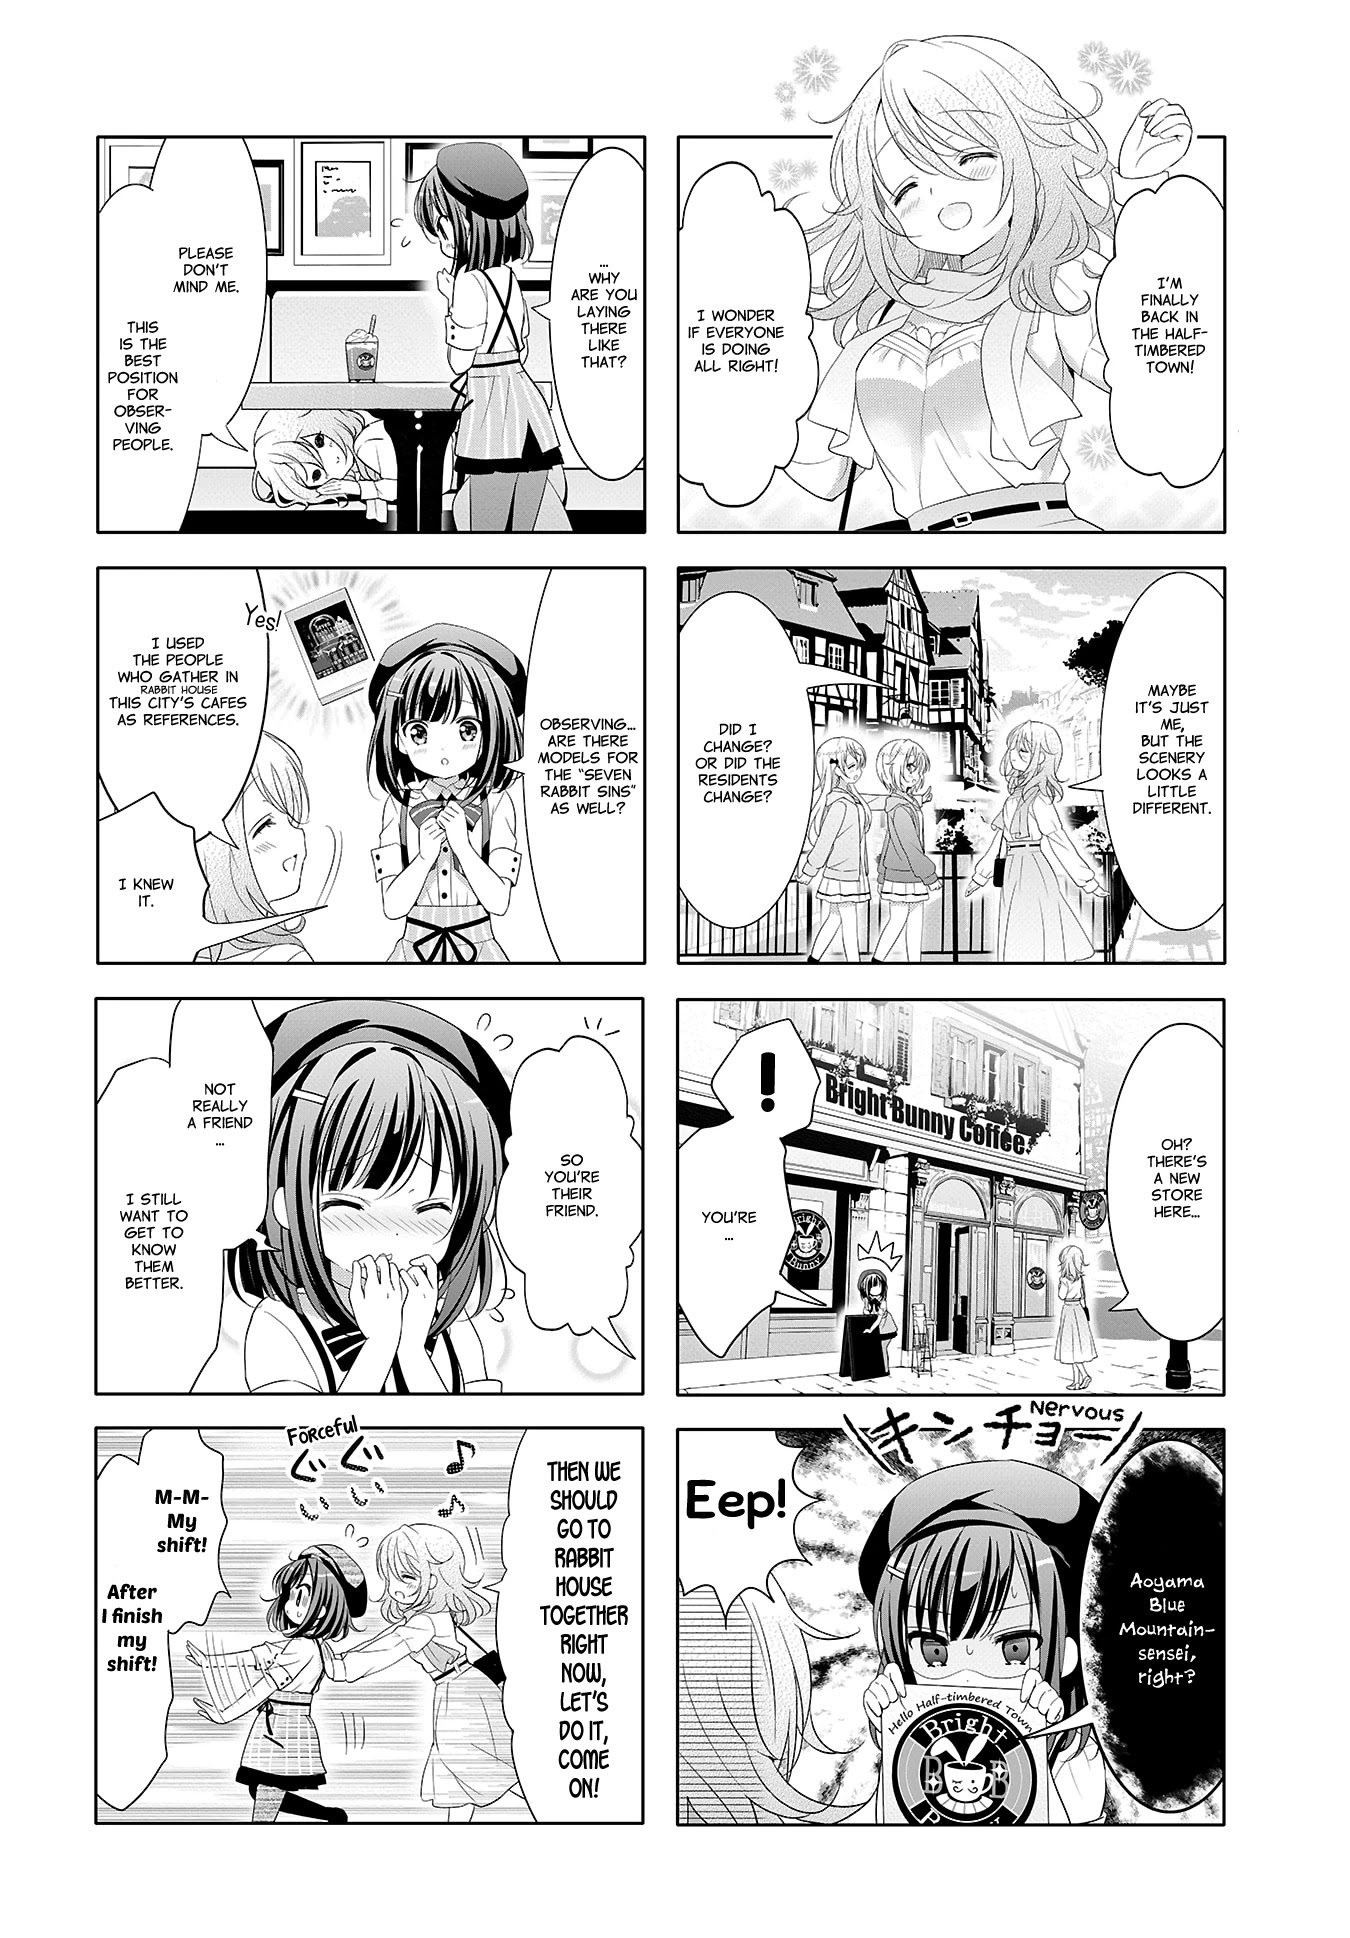 I'M
FINALLY
BACK IN
THE HALF-
TIMBERED
TOWN!
I WONDER
IF EVERYONE
IS DOING
ALL RIGHT!
MAYBE
IT'S JUST
ME,
BUT THE
SCENERY
LOOKS A
LITTLE
DIFFERENT.
DID I
CHANGE?
OR DID THE
RESIDENTS
CHANGE?
OH?
THERE'S
A NEW
STORE
HERE...
Bright Bunny Coffee
Bright
Bunny
!
YOU'RE
...
キンチョー
Nervous
Aoyama
Blue
Mountain-
sensei,
right?
Eep!
Hello Half-timbered Town
Bright
B B
...
WHY
ARE YOU
LAYING
THERE
LIKE
THAT?
PLEASE
DON'T
MIND ME.
THIS
IS THE
BEST
POSITION
FOR
OBSER-
VING
PEOPLE.
OBSERVING...
ARE THERE
MODELS FOR
THE "SEVEN
RABBIT SINS"
AS WELL?
Yes!
I USED
THE PEOPLE
WHO GATHER IN
RABBIT HOUSE
THIS CITY'S CAFES
AS REFERENCES.
I KNEW
IT.
SO
YOU'RE
THEIR
FRIEND.
NOT
REALLY
A FRIEND
...
I STILL
WANT TO
GET TO
KNOW
THEM
BETTER.
THEN WE
SHOULD
GO TO
RABBIT
HOUSE
TOGETHER
RIGHT
NOW,
LET'S
DO IT,
COME
ON!
Forceful
ぐぐ
M-M-
My
shift!
After
I finish
my
shift!